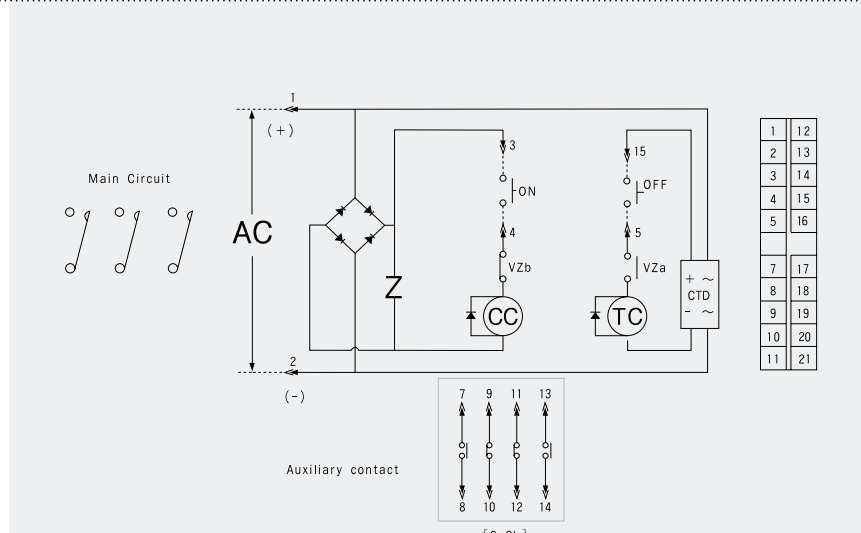 1
(+)
Main Circuit
AC
3
ON
4
VZb
Z
CC
15
OFF
5
VZa
TC
+ ~
CTD
- ~
2
(-)
1 12
2 13
3 14
4 15
5 16
7 17
8 18
9 19
10 20
11 21
7 9 11 13
Auxiliary contact
8 10 12 14